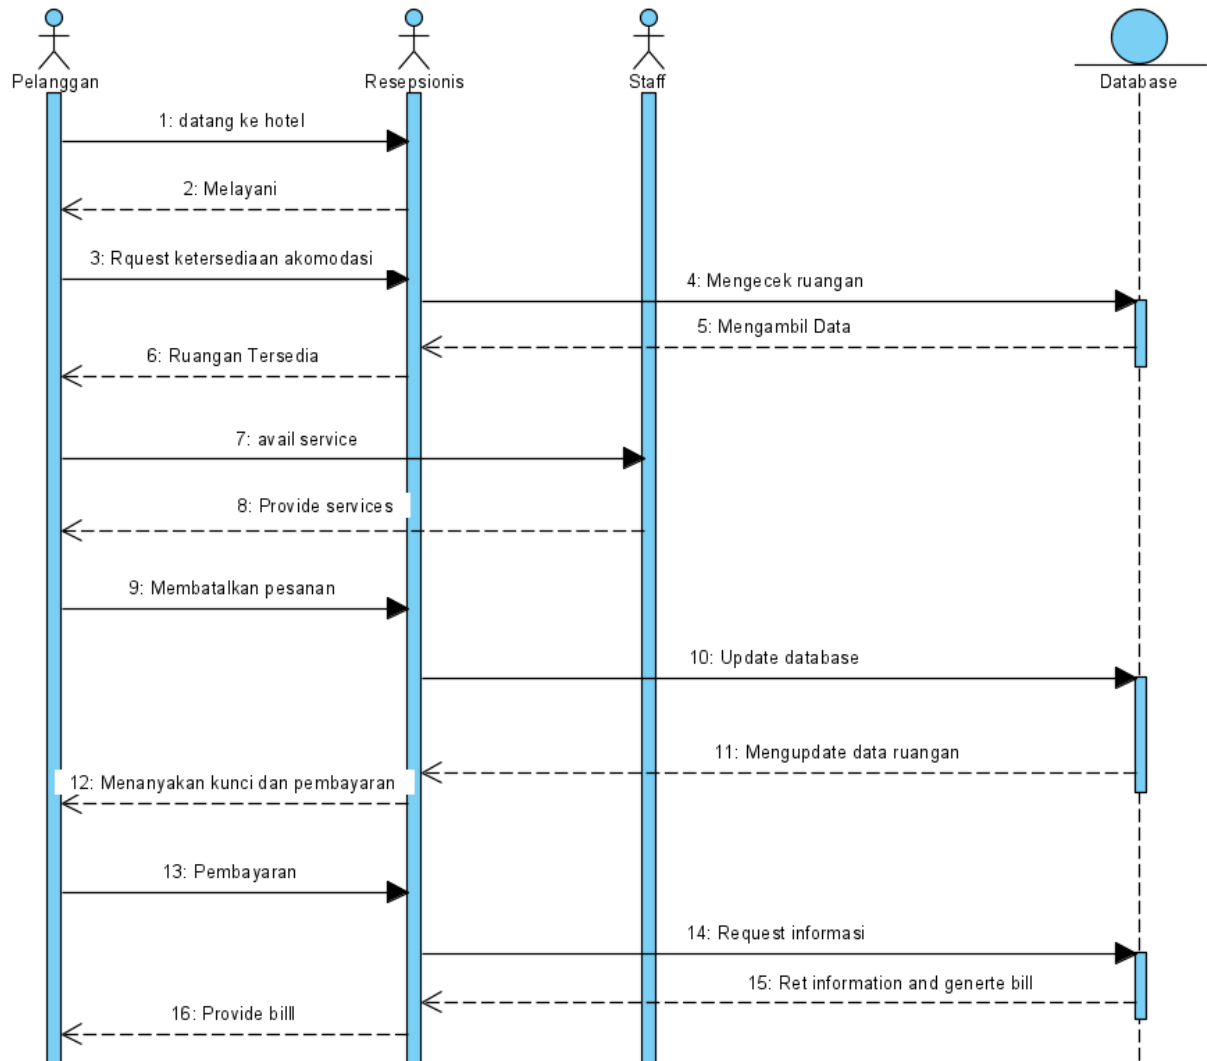 Pelanggan
Resepsionis
Staff
Database
1: datang ke hotel
2: Melayani
3: Rquest ketersediaan akomodasi
4: Mengecek ruangan
5: Mengambil Data
6: Ruangan Tersedia
7: avail service
8: Provide services
9: Membatalkan pesanan
10: Update database
11: Mengupdate data ruangan
12: Menanyakan kunci dan pembayaran
13: Pembayaran
14: Request informasi
15: Ret information and generte bill
16: Provide billl